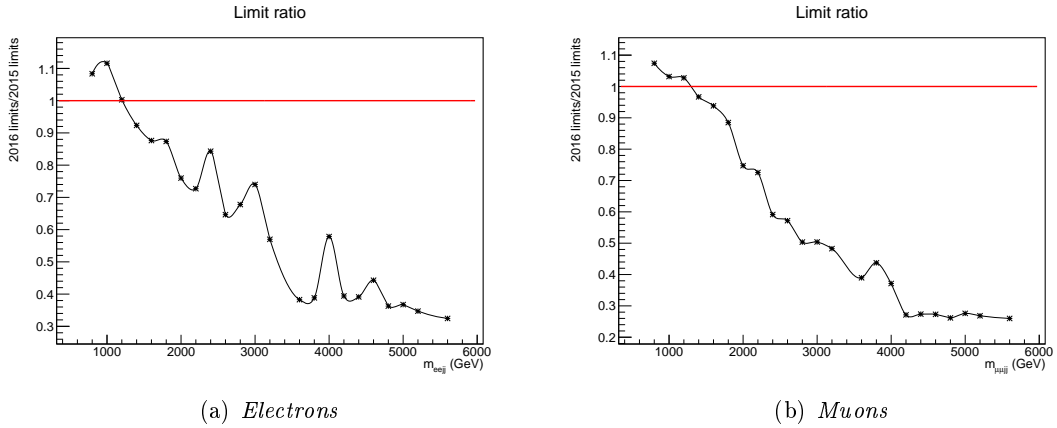 Limit ratio
2016 limits/2015 limits
1.1
1
0.9
0.8
0.7
0.6
0.5
0.4
0.3
1000 2000 3000 4000 5000 6000
m_eejj (GeV)
(a) Electrons
Limit ratio
2016 limits/2015 limits
1.1
1
0.9
0.8
0.7
0.6
0.5
0.4
0.3
0.2
1000 2000 3000 4000 5000 6000
m_μμjj (GeV)
(b) Muons